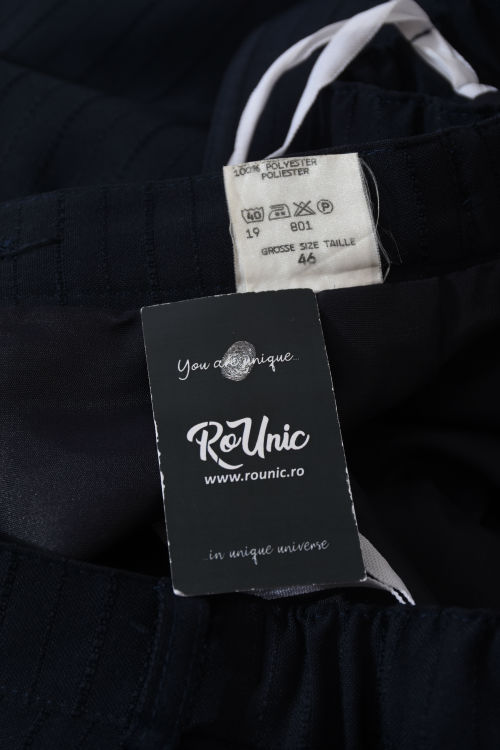 100% POLYESTER
POLIESTER
40 P
19 801
GRÖSSE SIZE TAILLE
46
You are unique...
RoUnic
www.rounic.ro
...in unique universe